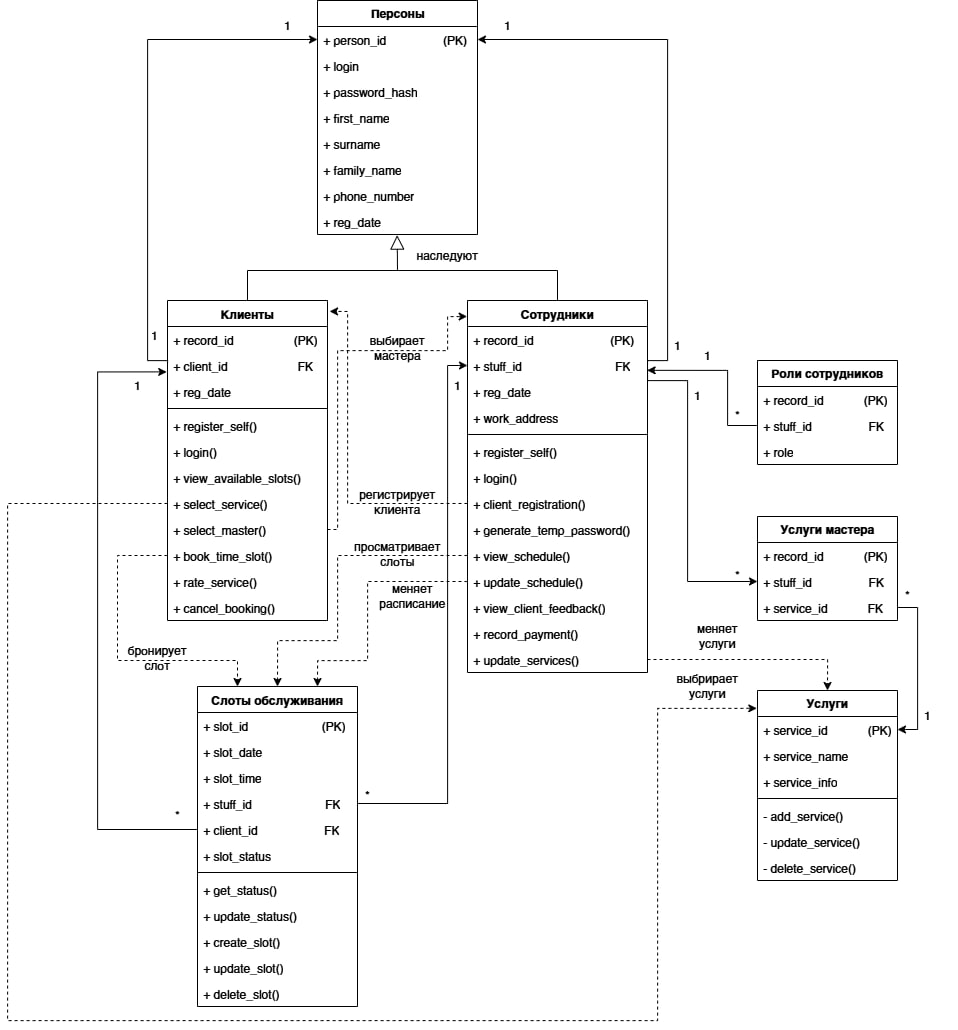 Персоны
1
1
+ person_id (PK)
+ login
+ password_hash
+ first_name
+ surname
+ family_name
+ phone_number
+ reg_date
наследуют
Клиенты
1
+ record_id (PK)
+ client_id FK
1
+ reg_date
+ register_self()
+ login()
+ view_available_slots()
+ select_service()
+ select_master()
+ book_time_slot()
+ rate_service()
+ cancel_booking()
выбирает
мастера
регистрирует
клиента
просматривает
слоты
меняет
расписание
бронирует
слот
Сотрудники
1
+ record_id (PK)
+ stuff_id FK
1
+ reg_date
1
+ work_address
+ register_self()
+ login()
+ client_registration()
+ generate_temp_password()
+ view_schedule()
+ update_schedule()
+ view_client_feedback()
+ record_payment()
+ update_services()
1
*
Роли сотрудников
+ record_id (PK)
+ stuff_id FK
+ role
Услуги мастера
+ record_id (PK)
*
+ stuff_id FK
+ service_id FK
*
меняет
услуги
выбрирает
услуги
Слоты обслуживания
+ slot_id (PK)
+ slot_date
+ slot_time
*
+ stuff_id FK
*
+ client_id FK
+ slot_status
+ get_status()
+ update_status()
+ create_slot()
+ update_slot()
+ delete_slot()
Услуги
1
+ service_id (PK)
+ service_name
+ service_info
- add_service()
- update_service()
- delete_service()